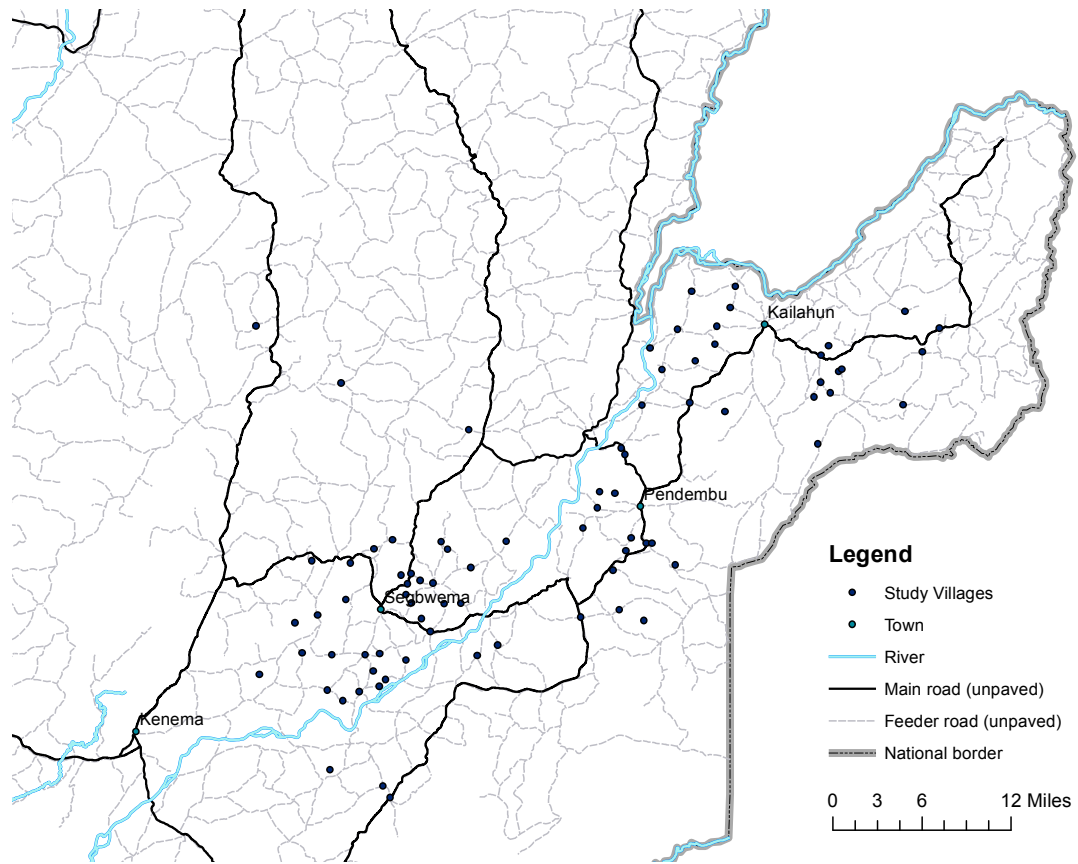 Kailahun
Pendembu
Segbwema
Kenema
Legend
Study Villages
Town
River
Main road (unpaved)
Feeder road (unpaved)
National border
0 3 6 12 Miles